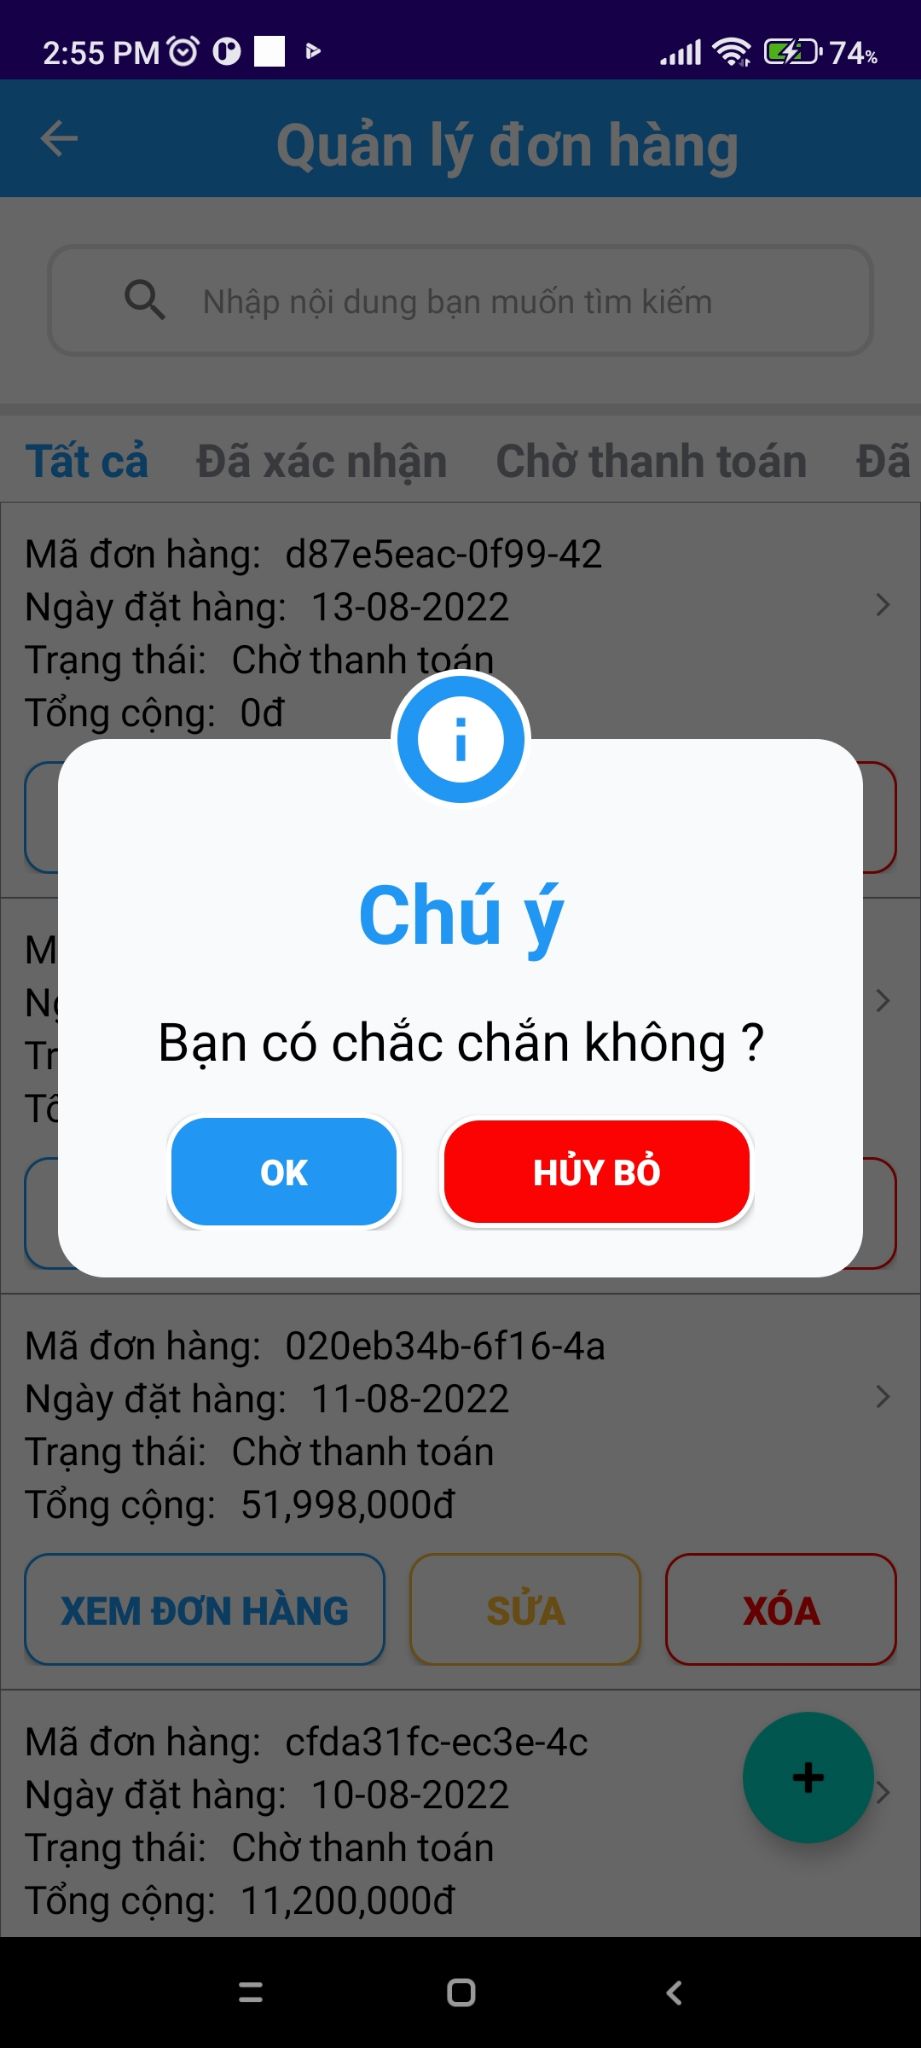 2:55 PM
74%
Quản lý đơn hàng
Nhập nội dung bạn muốn tìm kiếm
Tất cả Đã xác nhận Chờ thanh toán Đã
Mã đơn hàng: d87e5eac-0f99-42
Ngày đặt hàng: 13-08-2022
Trạng thái: Chờ thanh toán
Tổng cộng: 0đ
Chú ý
Bạn có chắc chắn không ?
OK HỦY BỎ
Mã đơn hàng: 020eb34b-6f16-4a
Ngày đặt hàng: 11-08-2022
Trạng thái: Chờ thanh toán
Tổng cộng: 51,998,000đ
XEM ĐƠN HÀNG SỬA XÓA
Mã đơn hàng: cfda31fc-ec3e-4c
Ngày đặt hàng: 10-08-2022
Trạng thái: Chờ thanh toán
Tổng cộng: 11,200,000đ